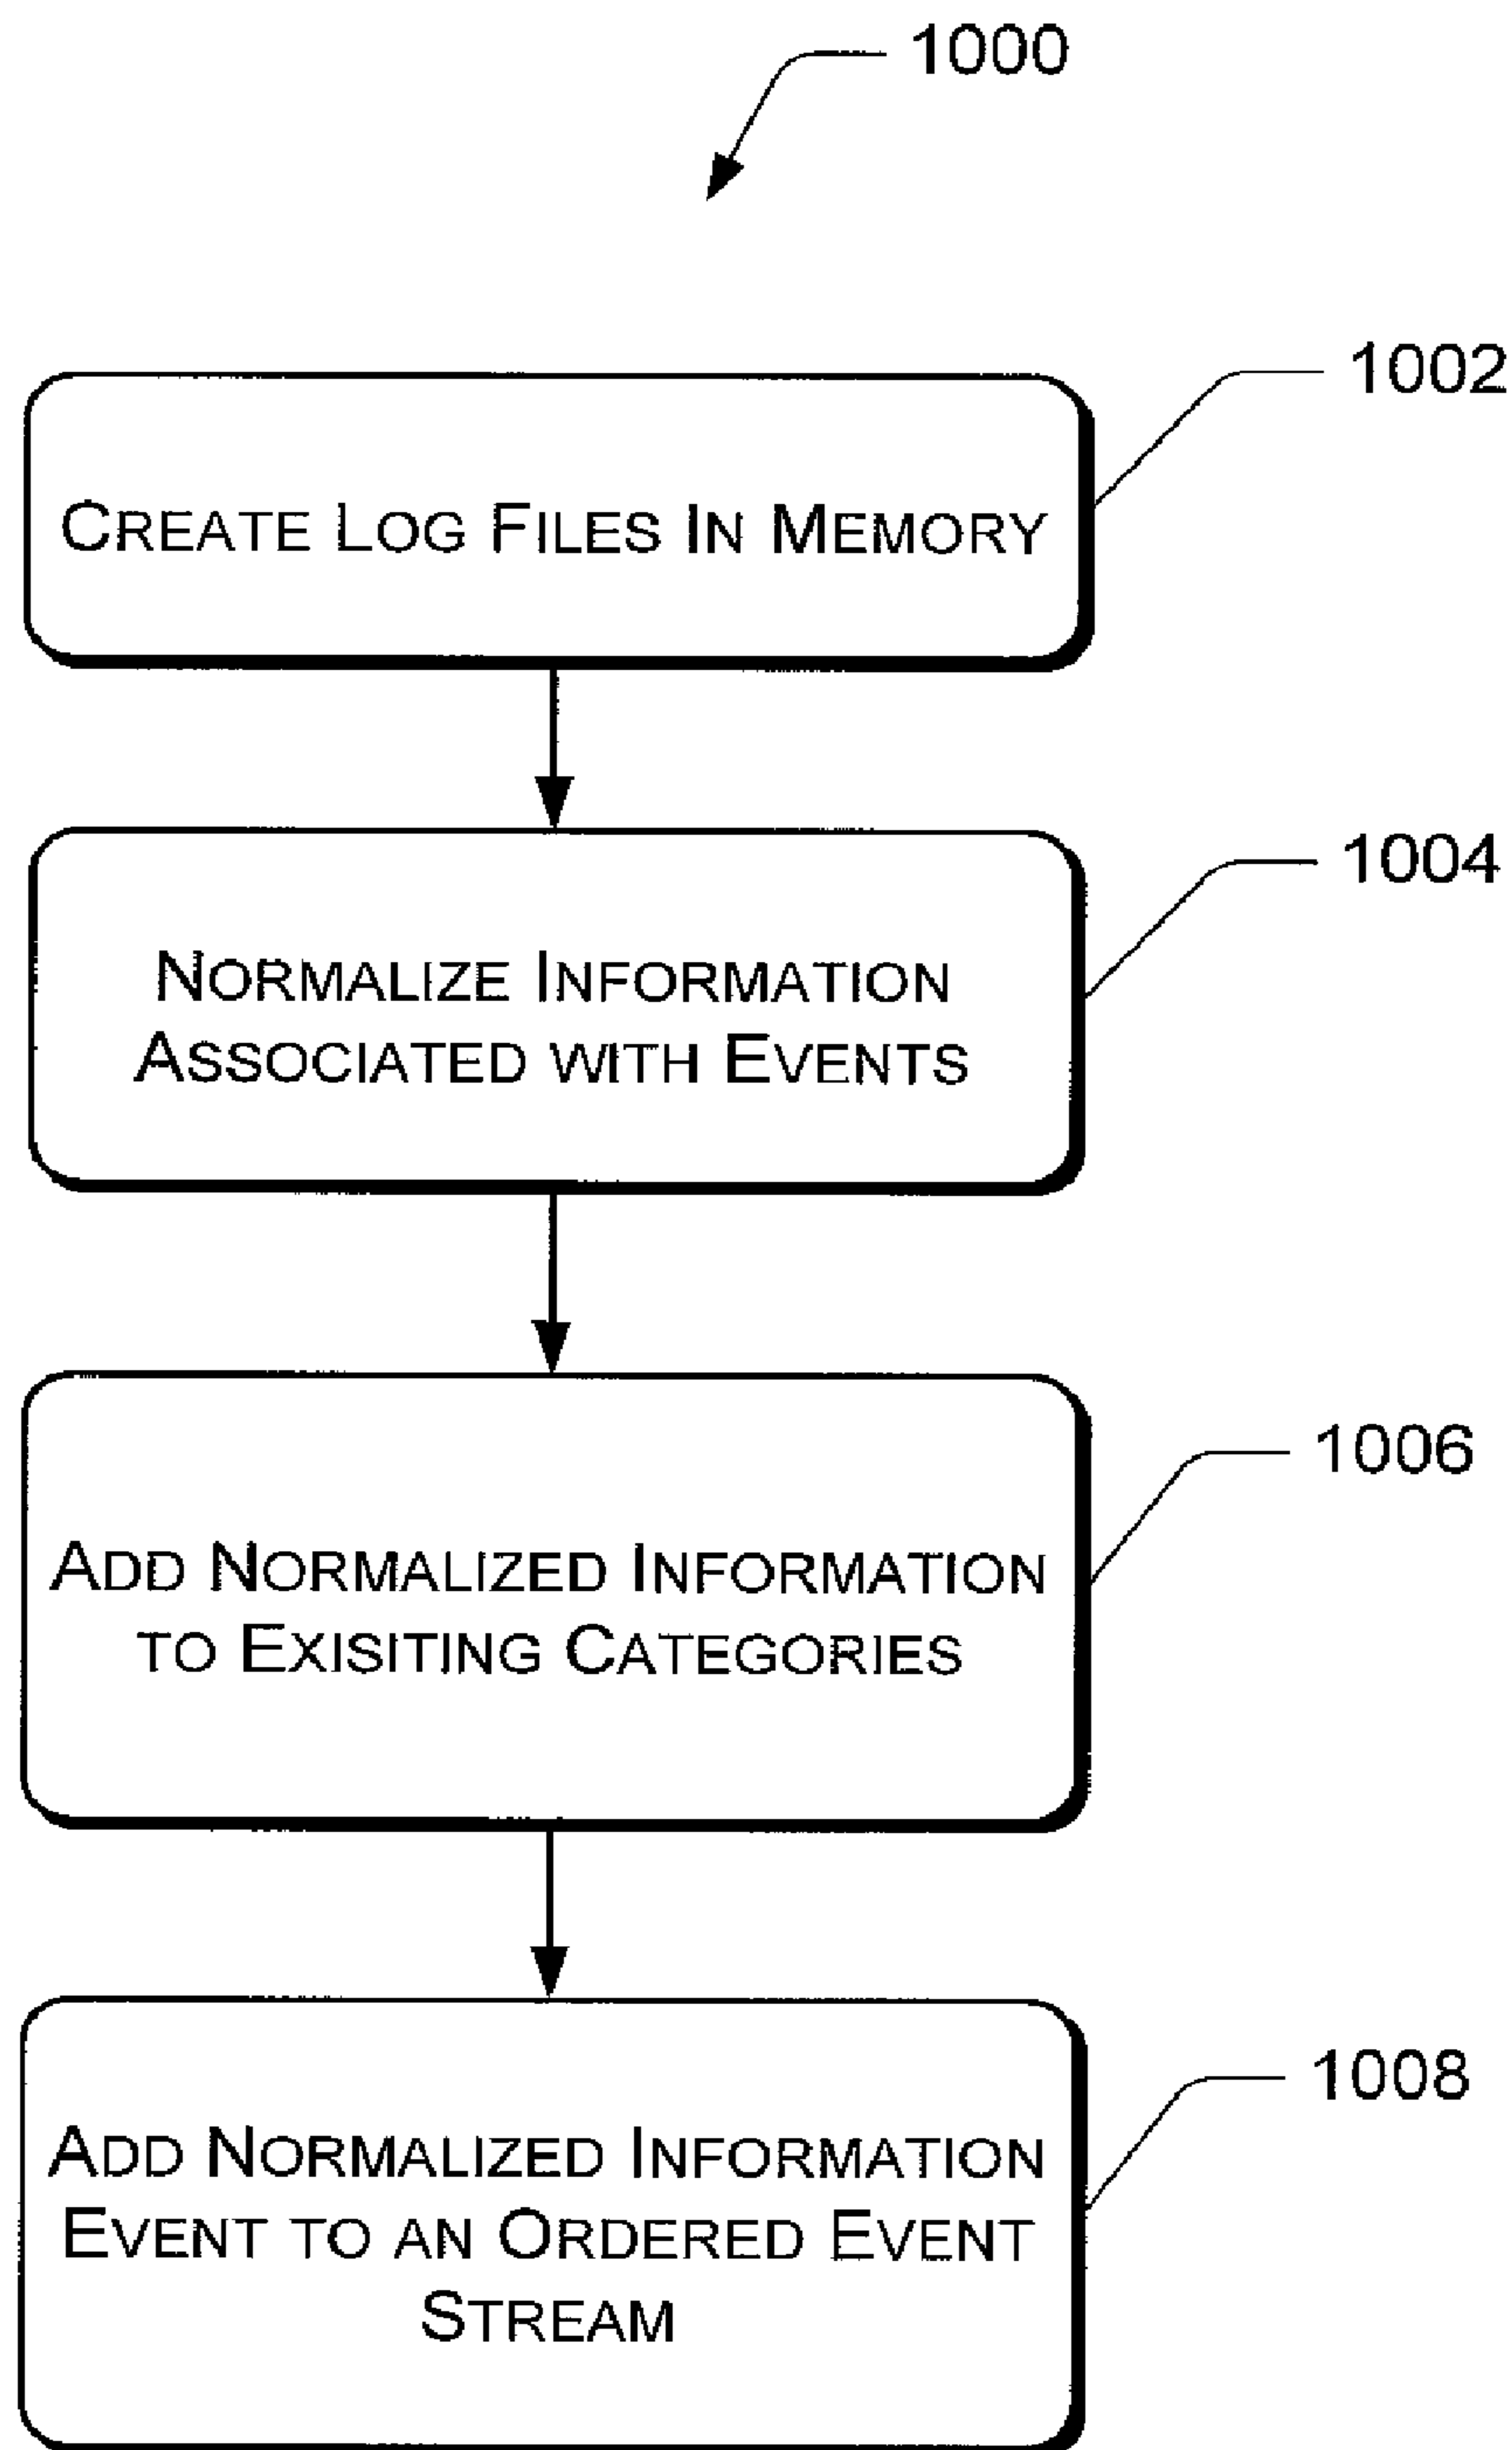 1000
1002
CREATE LOG FILES IN MEMORY
1004
NORMALIZE INFORMATION
ASSOCIATED WITH EVENTS
1006
ADD NORMALIZED INFORMATION
TO EXISITING CATEGORIES
1008
ADD NORMALIZED INFORMATION
EVENT TO AN ORDERED EVENT
STREAM